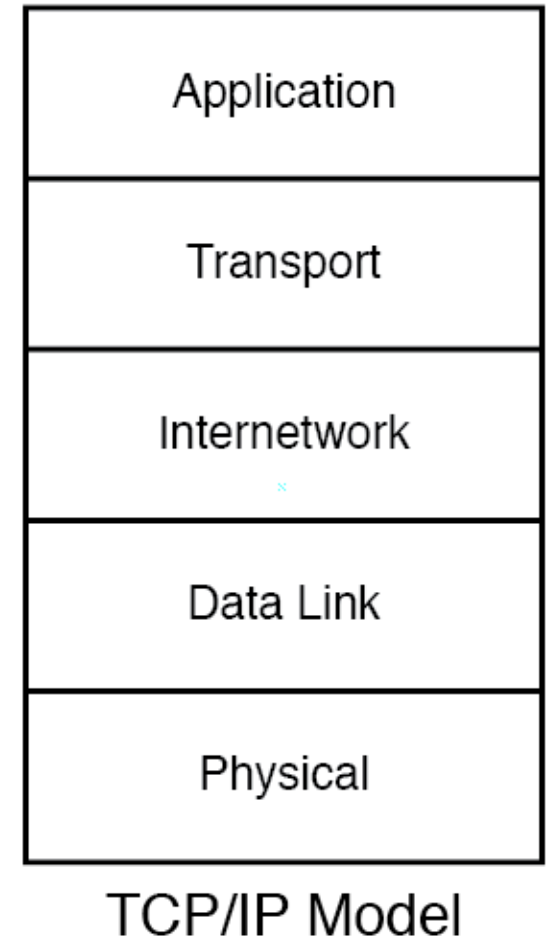 Application
Transport
Internetwork
Data Link
Physical
TCP/IP Model